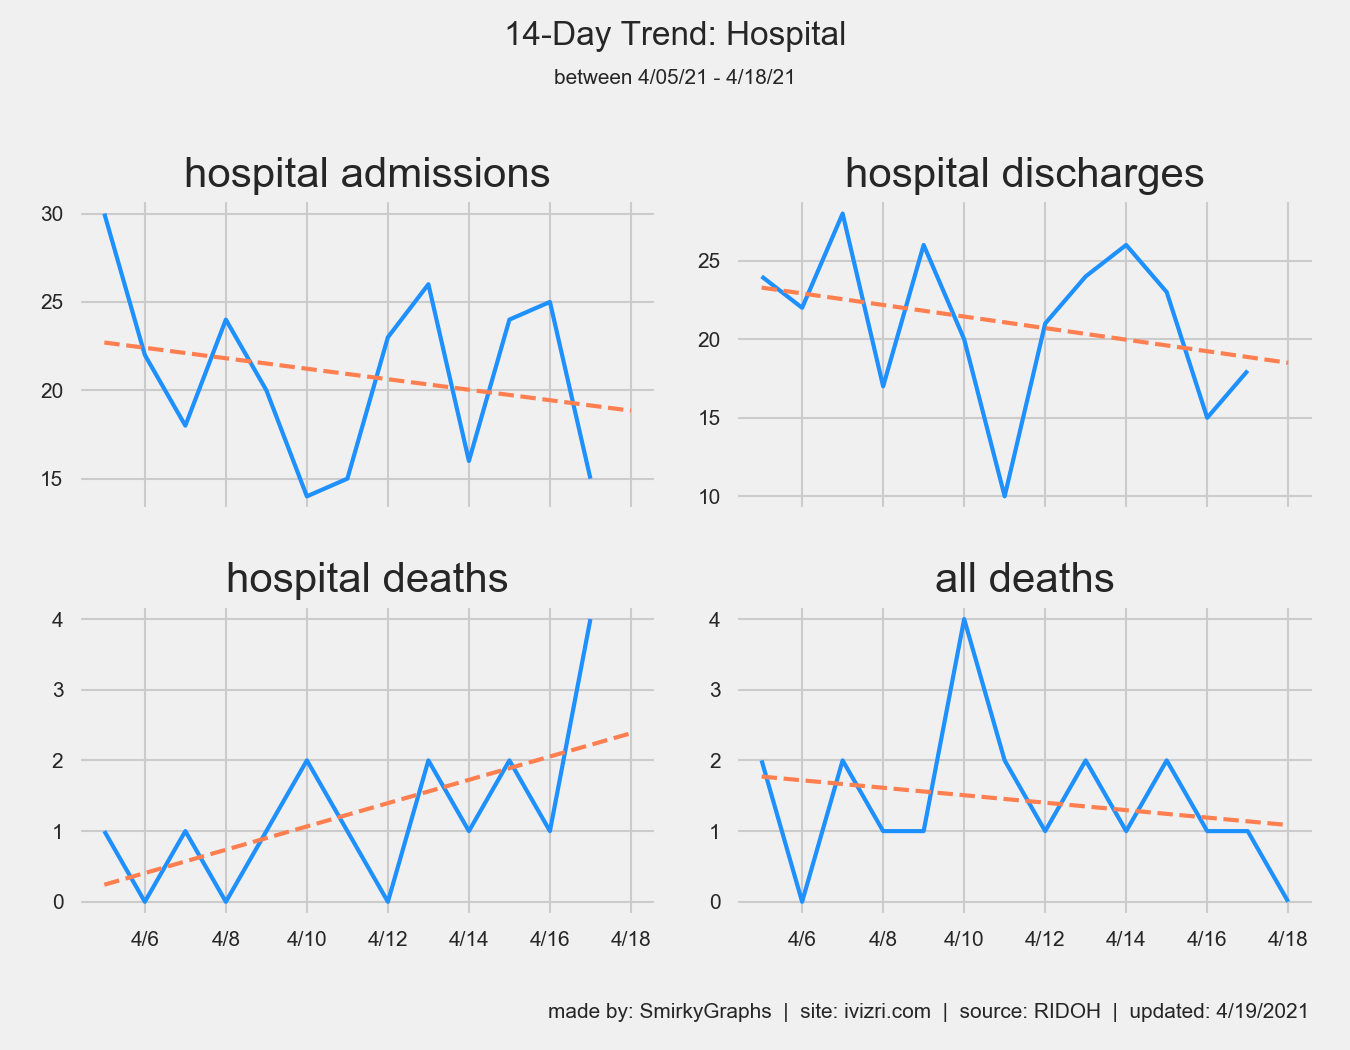 14-Day Trend: Hospital
between 4/05/21 - 4/18/21
hospital admissions
30
25
20
15
hospital discharges
25
20
15
10
hospital deaths
4
3
2
1
0
4/6 4/8 4/10 4/12 4/14 4/16 4/18
all deaths
4
3
2
1
0
4/6 4/8 4/10 4/12 4/14 4/16 4/18
made by: SmirkyGraphs | site: ivizri.com | source: RIDOH | updated: 4/19/2021